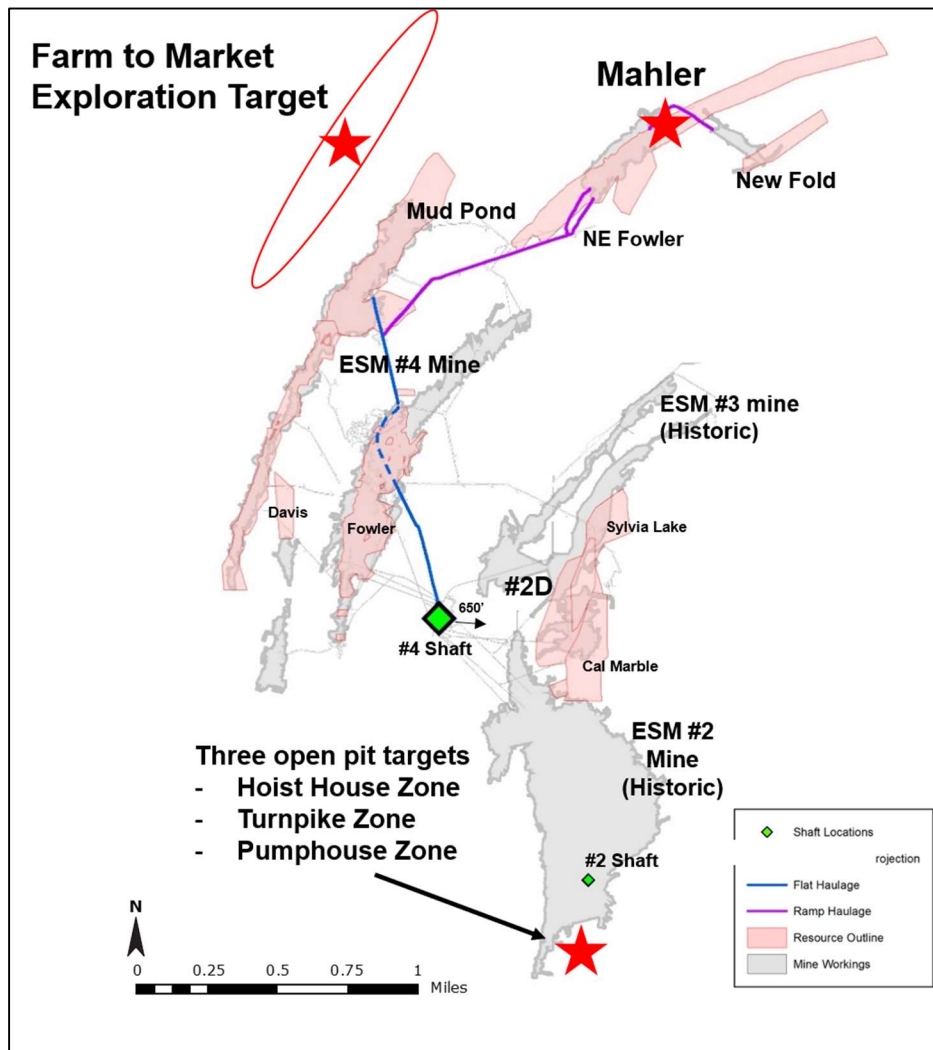 Farm to Market
Exploration Target
Mahler
New Fold
Mud Pond
NE Fowler
ESM #4 Mine
ESM #3 mine
(Historic)
Davis
Fowler
Sylvia Lake
#2D
650'
#4 Shaft
Cal Marble
ESM #2
Mine
(Historic)
Three open pit targets
- Hoist House Zone
- Turnpike Zone
- Pumphouse Zone
#2 Shaft
N
0 0.25 0.5 0.75 1
Miles
Shaft Locations
rojection
Flat Haulage
Ramp Haulage
Resource Outline
Mine Workings